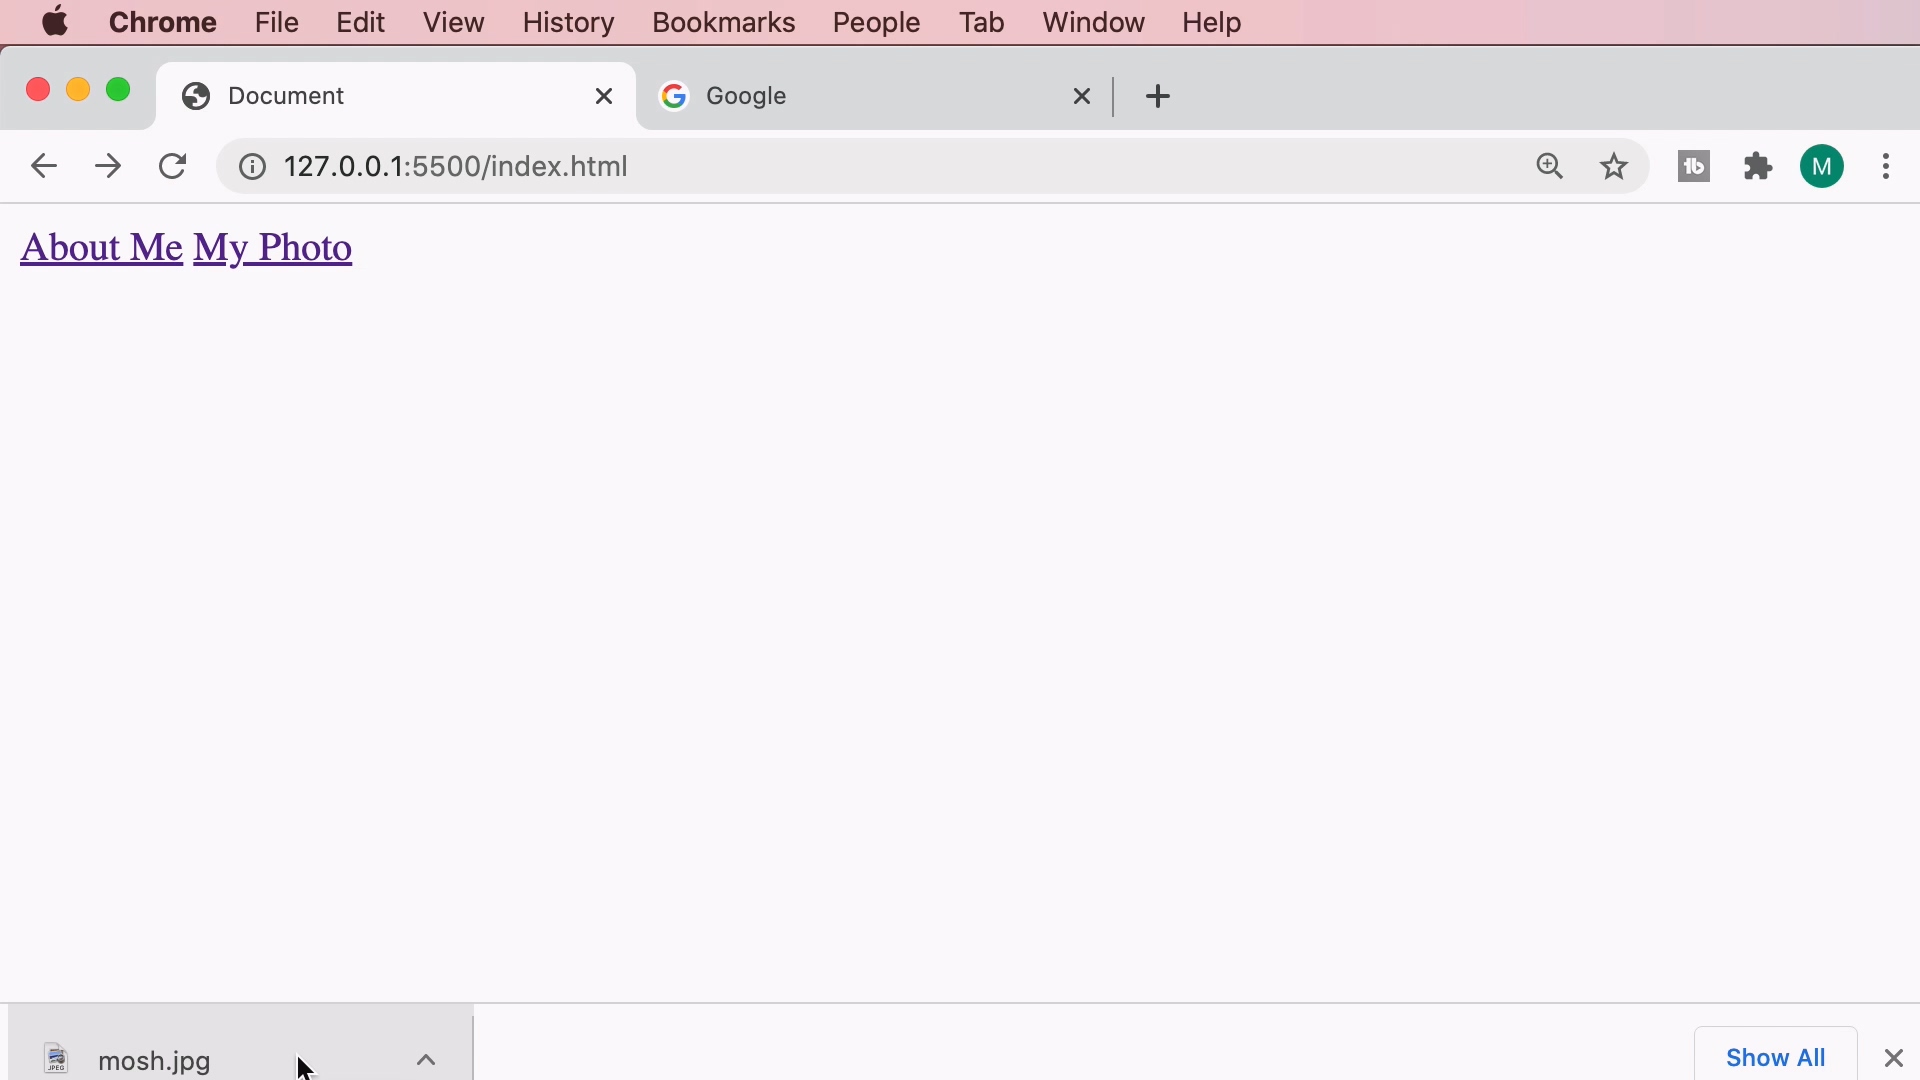 Chrome File Edit View History Bookmarks People Tab Window Help
Document Google
127.0.0.1:5500/index.html M
About Me My Photo
JPEG mosh.jpg Show All